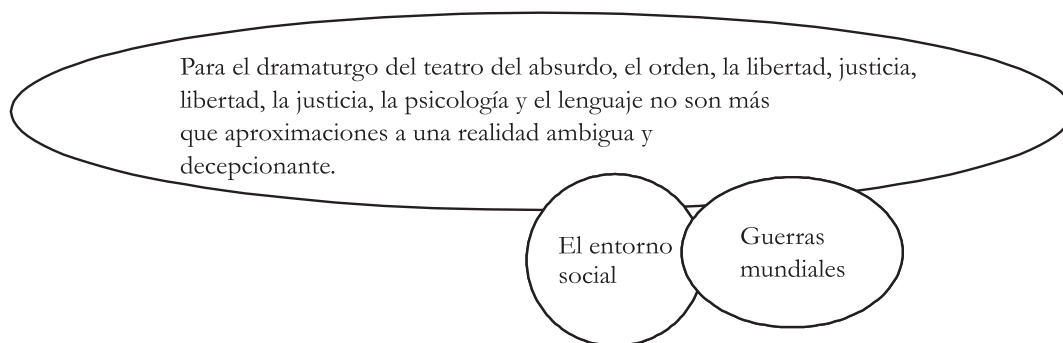 Para el dramaturgo del teatro del absurdo, el orden, la libertad, justicia,
libertad, la justicia, la psicología y el lenguaje no son más
que aproximaciones a una realidad ambigua y
decepcionante.
El entorno
social
Guerras
mundiales